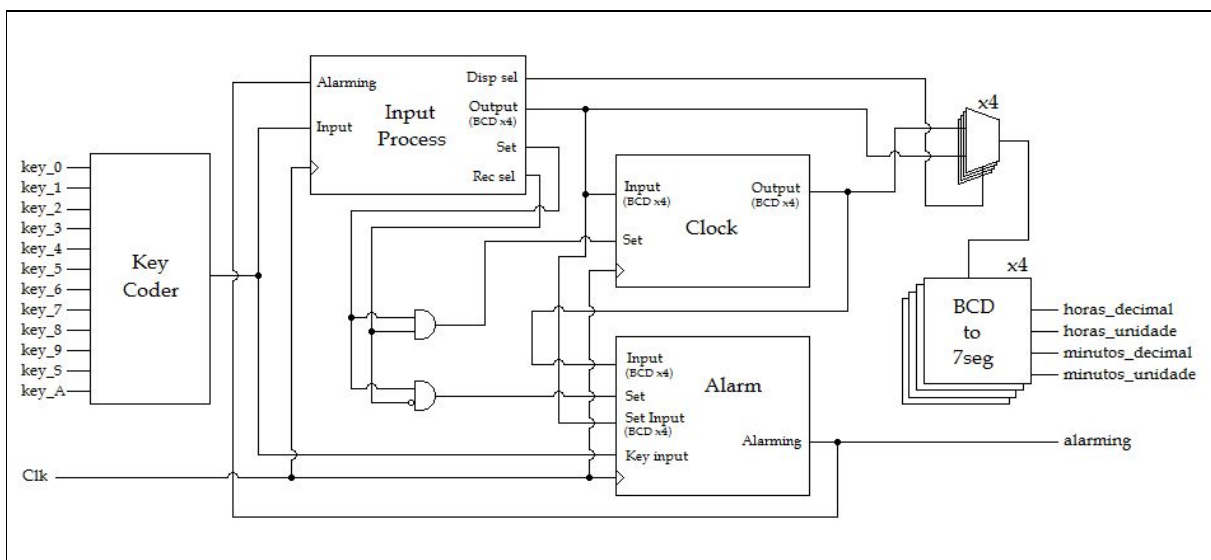 Alarming
Input
Input
Process
Disp sel
Output
(BCD x4)
Set
Rec sel
key_0
key_1
key_2
key_3
key_4
key_5
key_6
key_7
key_8
key_9
key_S
key_A
Key
Coder
Clk
Input
(BCD x4)
Set
Clock
Output
(BCD x4)
Input
(BCD x4)
Set
Set Input
(BCD x4)
Key input
Alarm
Alarming
x4
x4
BCD
to
7seg
horas_decimal
horas_unidade
minutos_decimal
minutos_unidade
alarming